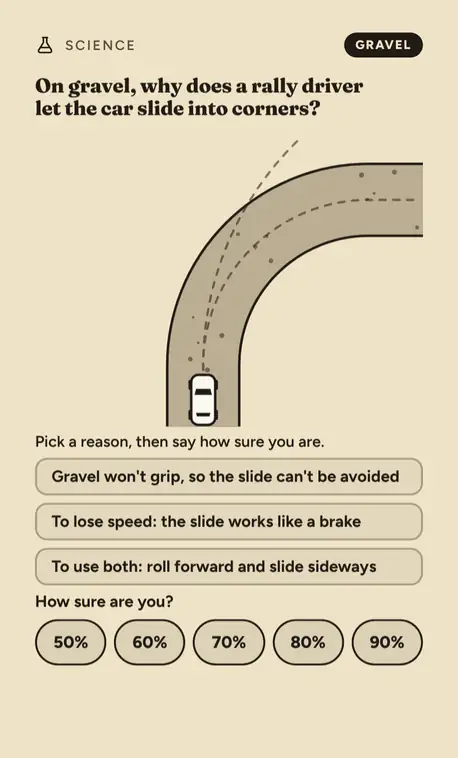 SCIENCE
GRAVEL
On gravel, why does a rally driver
let the car slide into corners?
Pick a reason, then say how sure you are.
Gravel won't grip, so the slide can't be avoided
To lose speed: the slide works like a brake
To use both: roll forward and slide sideways
How sure are you?
50% 60% 70% 80% 90%